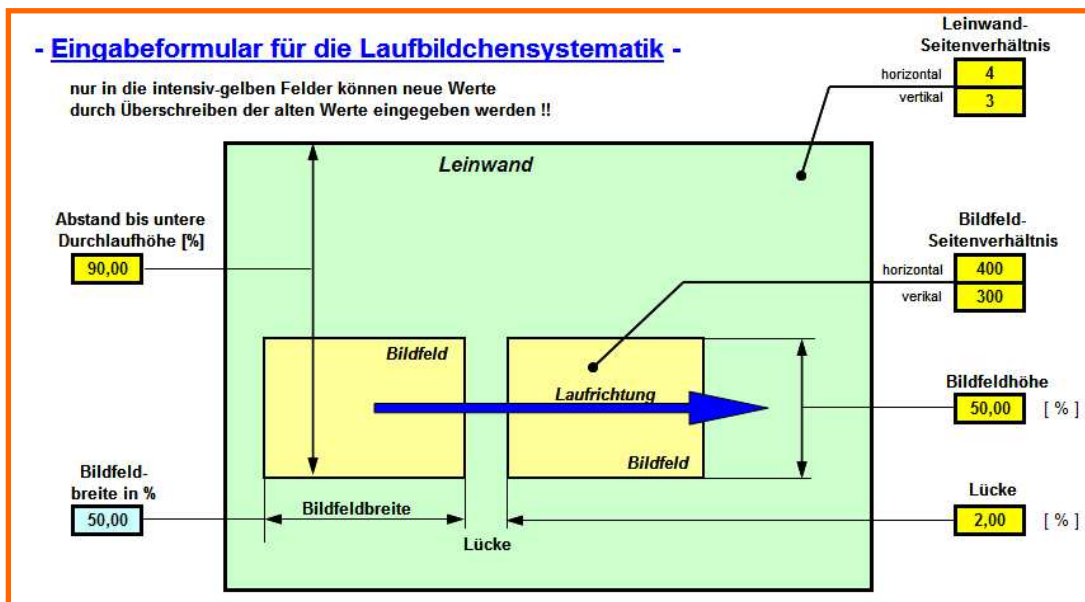 - Eingabeformular für die Laufbildchensystematik -
nur in die intensiv-gelben Felder können neue Werte
durch Überschreiben der alten Werte eingegeben werden !!
Leinwand-
Seitenverhältnis
horizontal 4
vertikal 3
Leinwand
Abstand bis untere
Durchlaufhöhe [%]
90,00
Bildfeld-
Seitenverhältnis
horizontal 400
verikal 300
Bildfeld
Laufrichtung
Bildfeld
Bildfeldhöhe
50,00 [ % ]
Bildfeld-
breite in %
50,00
Bildfeldbreite
Lücke
Lücke
2,00 [ % ]